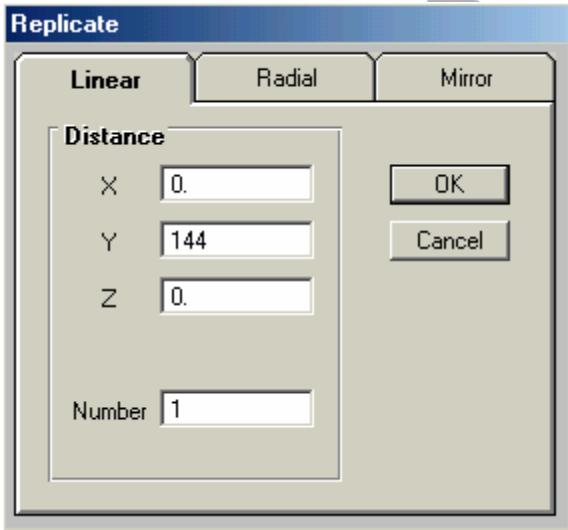 Replicate
Linear Radial Mirror
Distance
X 0. OK
Y 144 Cancel
Z 0.
Number 1